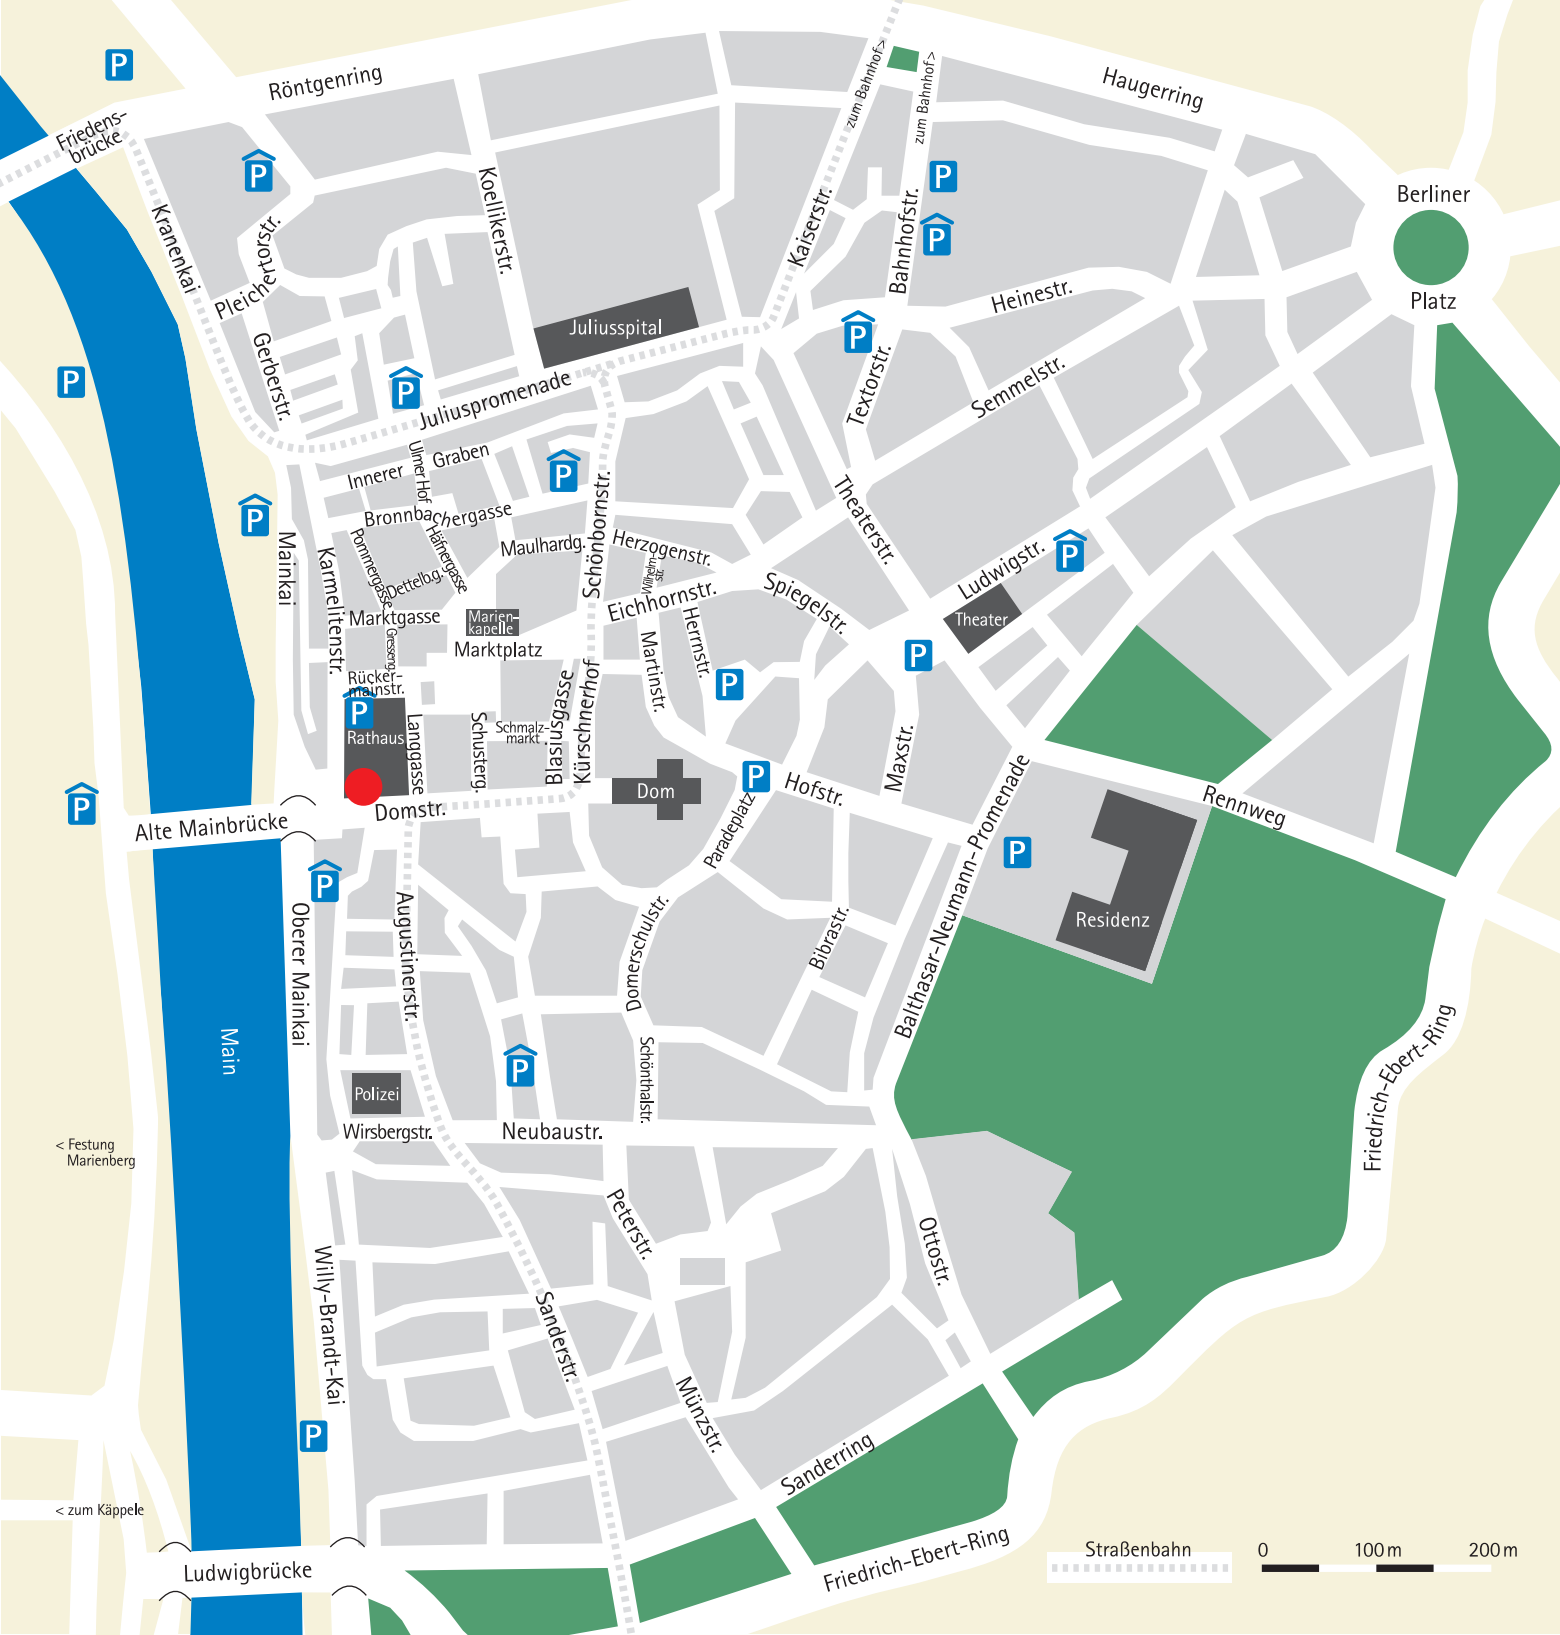 P
Röntgenring
Friedens-
brücke
zum Bahnhof >
zum Bahnhof >
Haugerring
P
Kranenkai
Pleichertorstr.
Koellikerstr.
Kaiserstr.
Bahnhofstr.
P
P
Berliner
Platz
Heinestr.
Juliusspital
P
Gerberstr.
P
P
Juliuspromenade
Textorstr.
Semmelstr.
Innerer Graben
Ulmer Hof
P
P
Bronnbachergasse
Schönbornstr.
Theaterstr.
Mainkai
Karmelitenstr.
Pommergasse
Häfnergasse
Maulhardg.
Herzogenstr.
Wilhelm-
str.
Dettelbg.
Eichhornstr.
Spiegelstr.
Ludwigstr.
P
Theater
Marktgasse
Marien-
kapelle
Marktplatz
Gresseng.
Martinstr.
Herrnstr.
P
P
Rücker-
mainstr.
P
Rathaus
Langgasse
Schusterg.
Schmalz-
markt
Blasiusgasse
Kürschnerhof
Maxstr.
Dom
P
Hofstr.
Paradeplatz
Balthasar-Neumann-Promenade
Rennweg
P
Alte Mainbrücke
Domstr.
P
P
Residenz
Oberer Mainkai
Augustinerstr.
Domerschulstr.
Bibrastr.
Main
P
Schönthalstr.
Friedrich-Ebert-Ring
Polizei
Wirsbergstr.
Neubaustr.
< Festung
Marienberg
Peterstr.
Ottostr.
Willy-Brandt-Kai
Sanderstr.
Münzstr.
P
Sanderring
< zum Käppele
Ludwigbrücke
Friedrich-Ebert-Ring
Straßenbahn
0 100 m 200 m